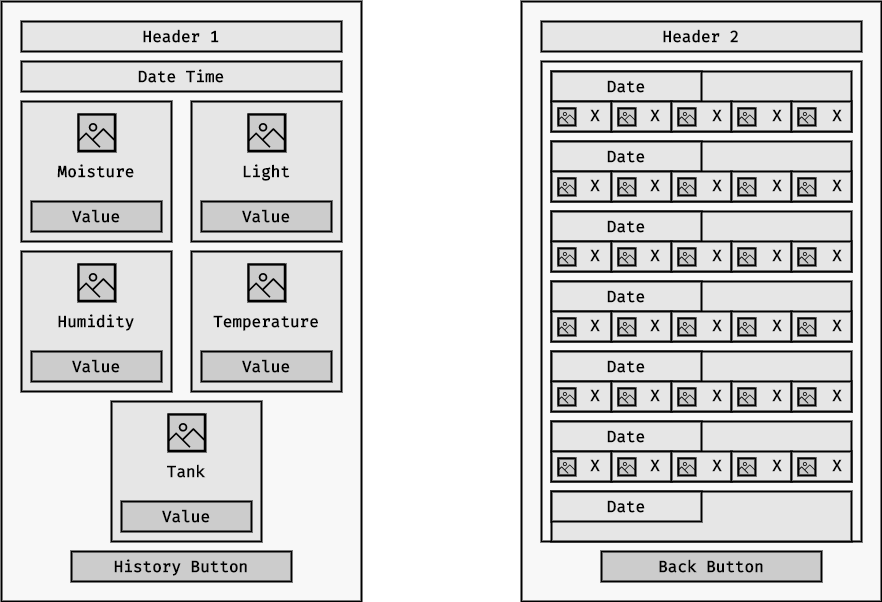 Header 1
Date Time
Moisture
Value
Light
Value
Humidity
Value
Temperature
Value
Tank
Value
History Button
Header 2
Date
X X X X X
Date
X X X X X
Date
X X X X X
Date
X X X X X
Date
X X X X X
Date
X X X X X
Date
Back Button